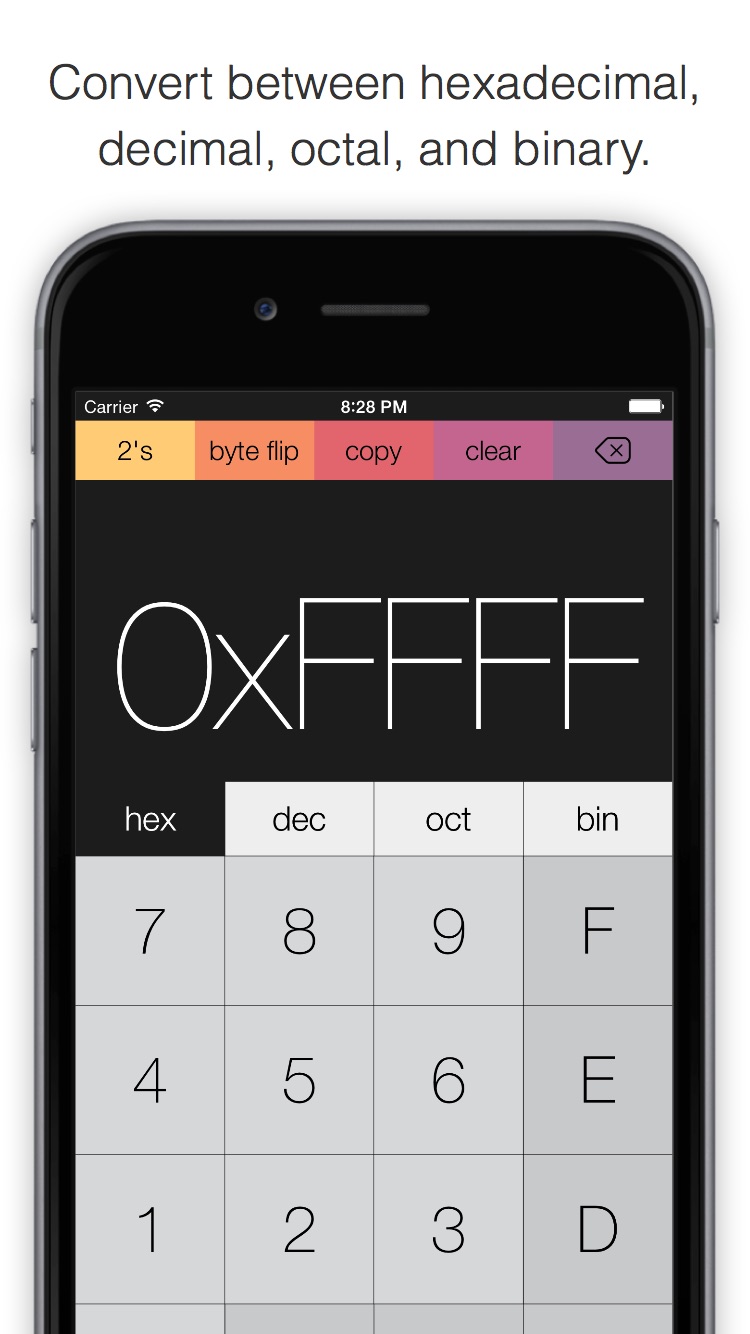 Convert between hexadecimal,
decimal, octal, and binary.
Carrier 8:28 PM
2's byte flip copy clear
0xFFFF
hex dec oct bin
7 8 9 F
4 5 6 E
1 2 3 D